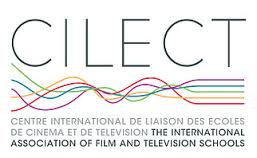 CILECT
CENTRE INTERNATIONAL DE LIAISON DES ECOLES
DE CINEMA ET DE TELEVISION THE INTERNATIONAL
ASSOCIATION OF FILM AND TELEVISION SCHOOLS